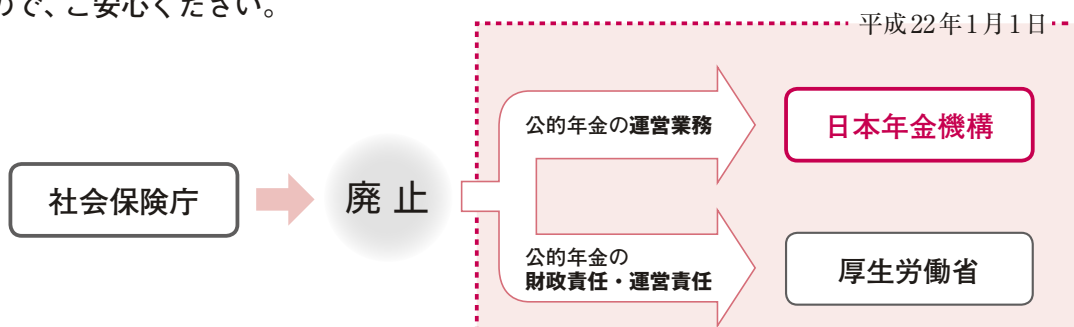 ので、ご安心ください。
平成22年1月1日
社会保険庁
廃止
公的年金の運営業務
日本年金機構
公的年金の
財政責任・運営責任
厚生労働省